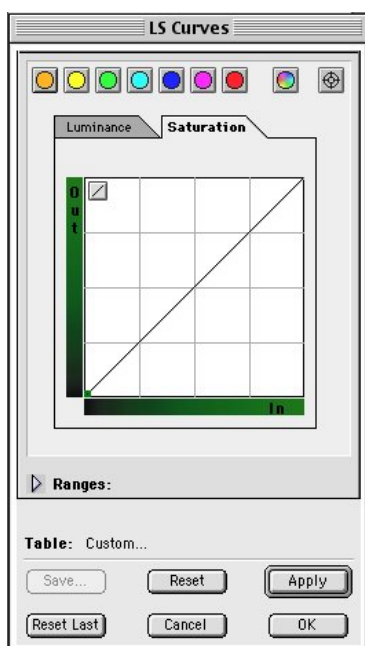 LS Curves
Luminance
Saturation
Out
In
Ranges:
Table: Custom...
Save...
Reset
Apply
Reset Last
Cancel
OK